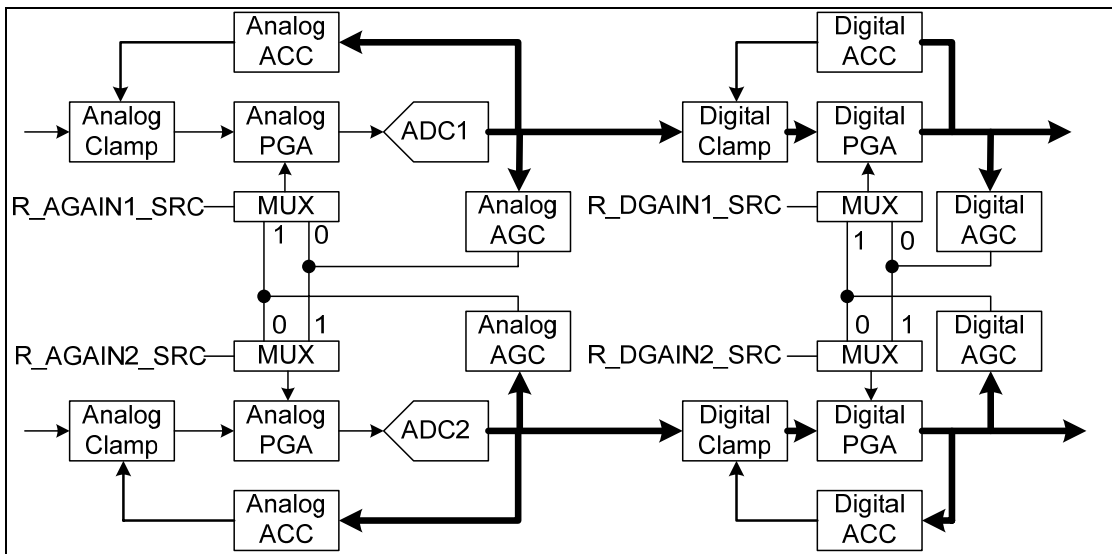 Analog
ACC
Digital
ACC
Analog
Clamp
Analog
PGA
ADC1
Digital
Clamp
Digital
PGA
R_AGAIN1_SRC
MUX
1 0
Analog
AGC
R_DGAIN1_SRC
MUX
1 0
Digital
AGC
R_AGAIN2_SRC
0 1
MUX
Analog
AGC
R_DGAIN2_SRC
0 1
MUX
Digital
AGC
Analog
Clamp
Analog
PGA
ADC2
Digital
Clamp
Digital
PGA
Analog
ACC
Digital
ACC